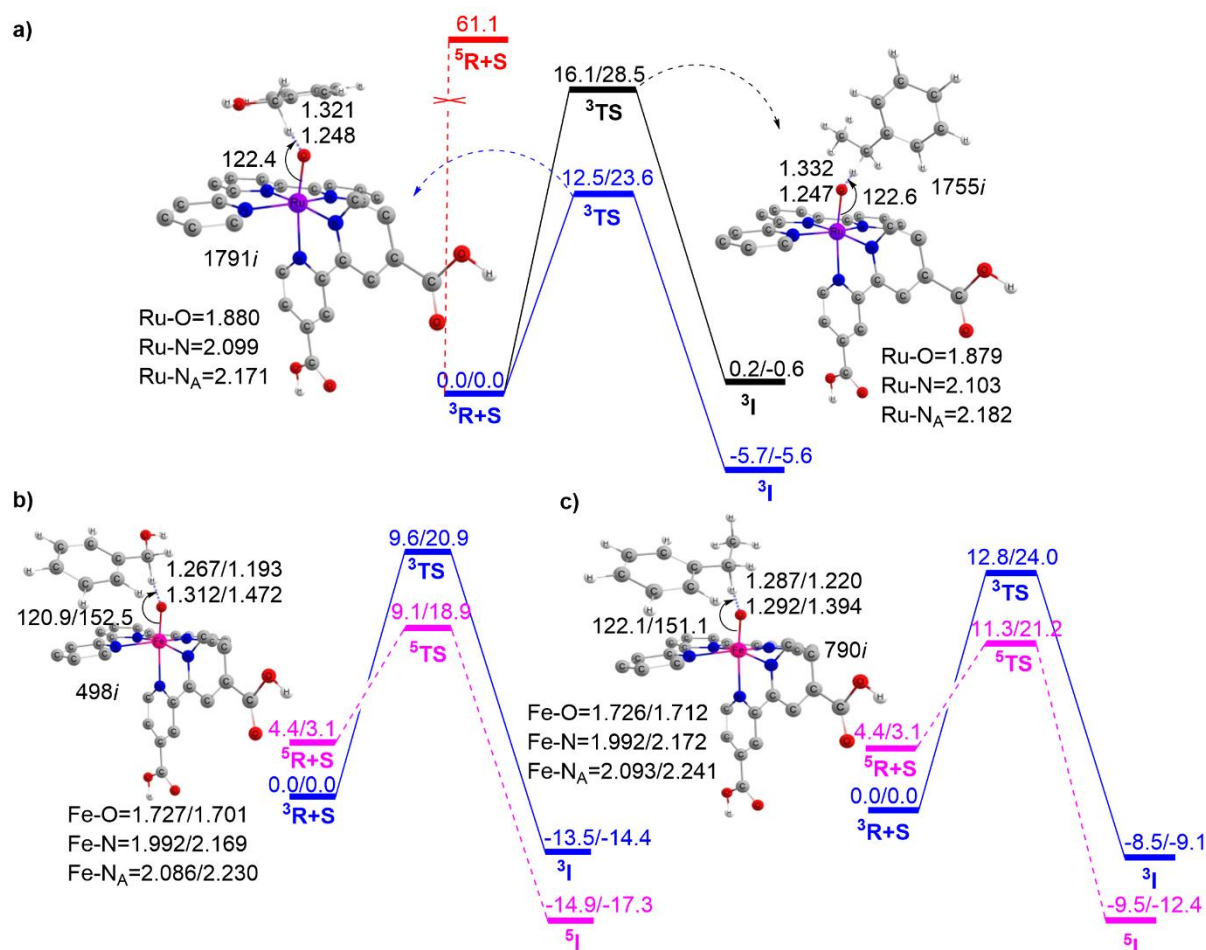 a)
61.1
5R+S
16.1/28.5
3TS
1.321
1.248
122.4
12.5/23.6
3TS
1.332
1.247
122.6
1755i
Ru
Ru
1791i
Ru-O=1.880
Ru-N=2.099
Ru-NA=2.171
0.0/0.0
3R+S
0.2/-0.6
3I
Ru-O=1.879
Ru-N=2.103
Ru-NA=2.182
-5.7/-5.6
3I
b)
9.6/20.9
3TS
1.267/1.193
1.312/1.472
120.9/152.5
9.1/18.9
5TS
Fe
498i
4.4/3.1
5R+S
0.0/0.0
3R+S
Fe-O=1.727/1.701
Fe-N=1.992/2.169
Fe-NA=2.086/2.230
-13.5/-14.4
3I
-14.9/-17.3
5I
c)
12.8/24.0
3TS
1.287/1.220
1.292/1.394
122.1/151.1
11.3/21.2
5TS
Fe
790i
Fe-O=1.726/1.712
Fe-N=1.992/2.172
Fe-NA=2.093/2.241
4.4/3.1
5R+S
0.0/0.0
3R+S
-8.5/-9.1
3I
-9.5/-12.4
5I